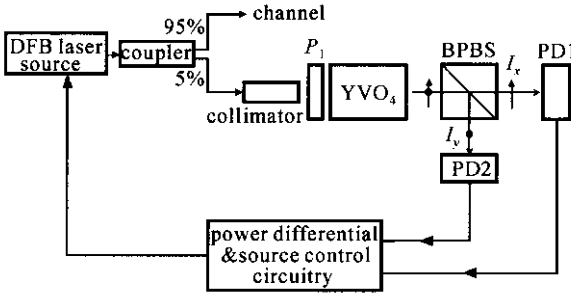 95%
channel
DFB laser
source
coupler
5%
collimator
P1
YVO4
BPBS
Ix
PD1
Iy
PD2
power differential
&source control
circuitry